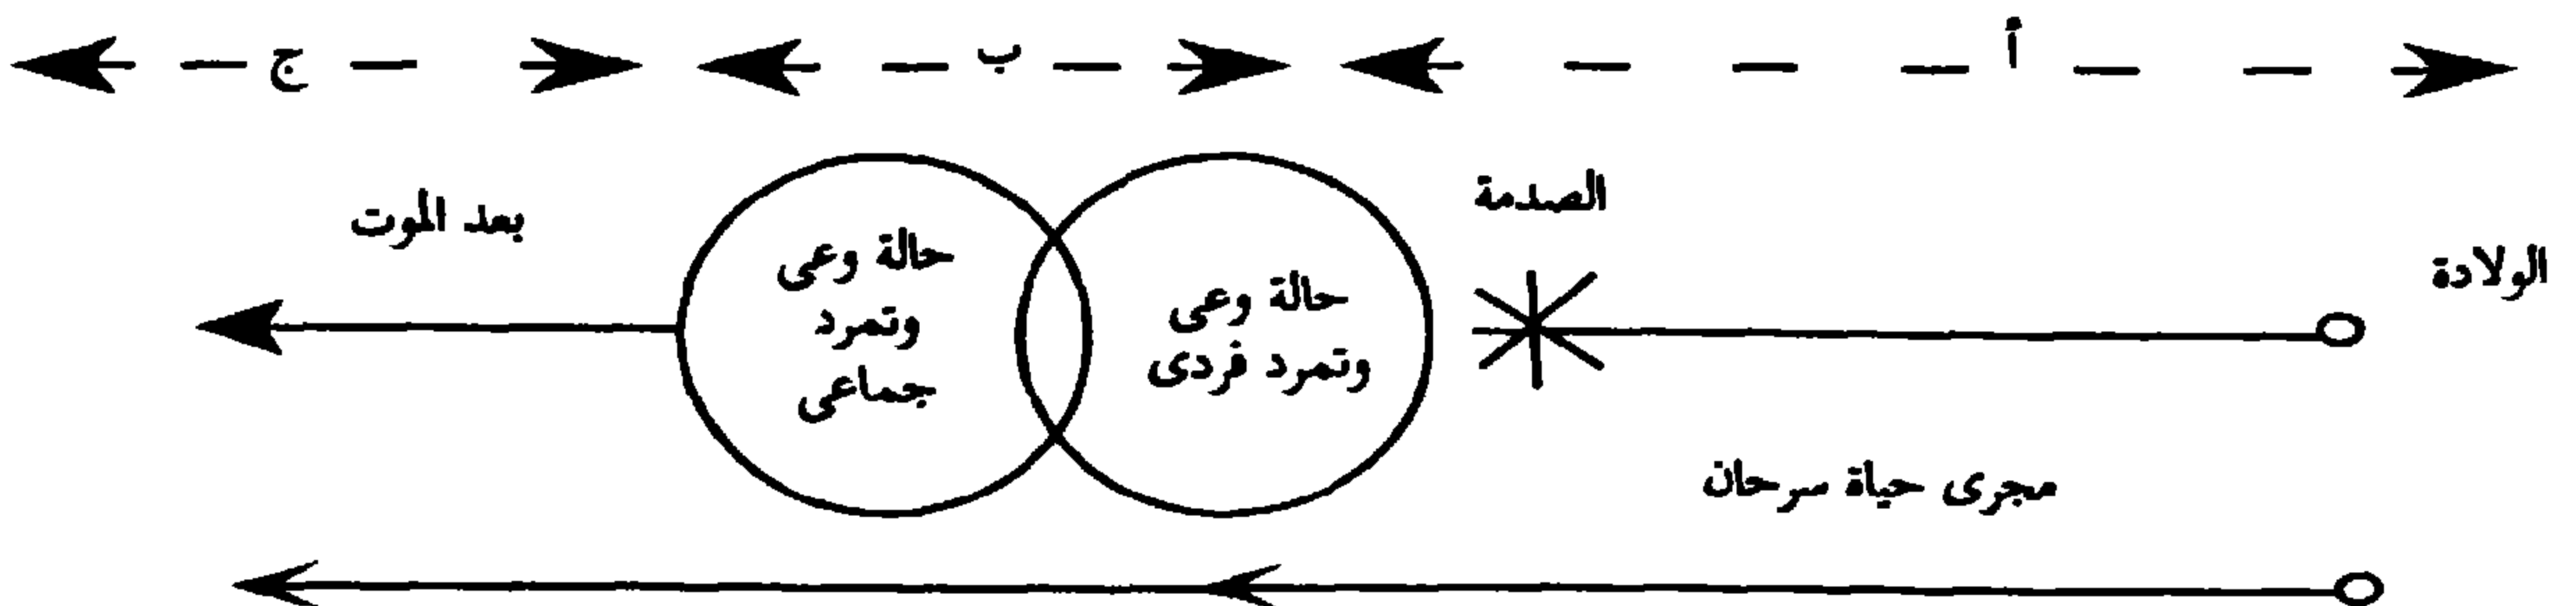 أ
ب
ج
الولادة
الصدمة
حالة وعى
وتمرد فردى
حالة وعى
وتمرد
جماعى
بعد الموت
مجرى حياة سرحان